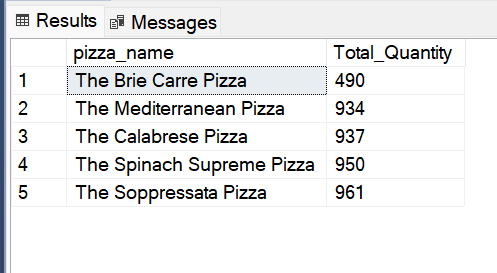 Results Messages
pizza_name Total_Quantity
1 The Brie Carre Pizza 490
2 The Mediterranean Pizza 934
3 The Calabrese Pizza 937
4 The Spinach Supreme Pizza 950
5 The Soppressata Pizza 961